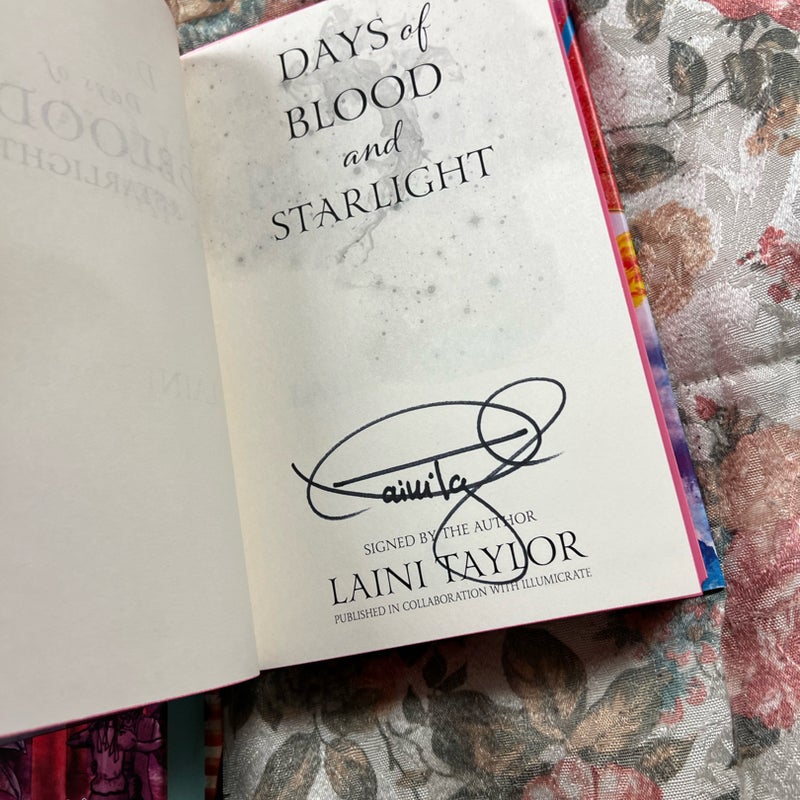 DAYS of
BLOOD
and
STARLIGHT
SIGNED BY THE AUTHOR
LAINI TAYLOR
PUBLISHED IN COLLABORATION WITH ILLUMICRATE